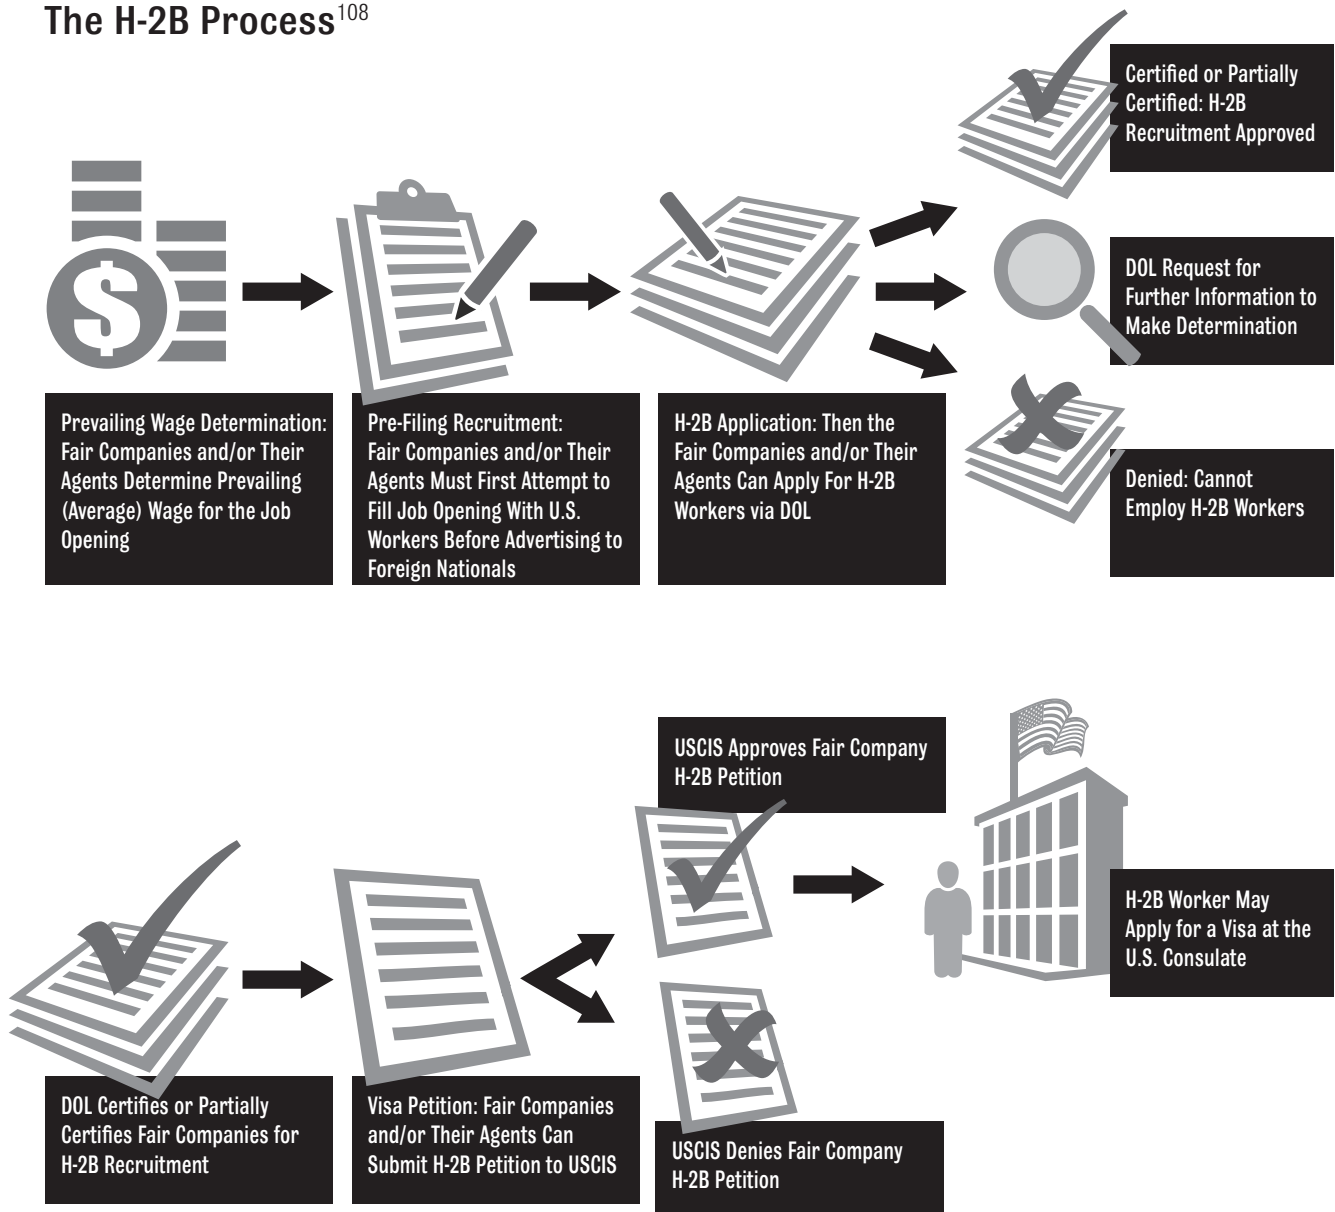 The H-2B Process108
Certified or Partially
Certified: H-2B
Recruitment Approved
DOL Request for
Further Information to
Make Determination
Denied: Cannot
Employ H-2B Workers
$
Prevailing Wage Determination:
Fair Companies and/or Their
Agents Determine Prevailing
(Average) Wage for the Job
Opening
Pre-Filing Recruitment:
Fair Companies and/or Their
Agents Must First Attempt to
Fill Job Opening With U.S.
Workers Before Advertising to
Foreign Nationals
H-2B Application: Then the
Fair Companies and/or Their
Agents Can Apply For H-2B
Workers via DOL
USCIS Approves Fair Company
H-2B Petition
H-2B Worker May
Apply for a Visa at the
U.S. Consulate
DOL Certifies or Partially
Certifies Fair Companies for
H-2B Recruitment
Visa Petition: Fair Companies
and/or Their Agents Can
Submit H-2B Petition to USCIS
USCIS Denies Fair Company
H-2B Petition